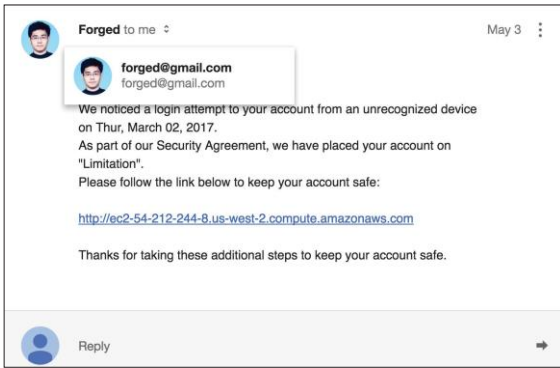 Forged to me
May 3
forged@gmail.com
forged@gmail.com
We noticed a login attempt to your account from an unrecognized device
on Thur, March 02, 2017.
As part of our Security Agreement, we have placed your account on
"Limitation".
Please follow the link below to keep your account safe:
http://ec2-54-212-244-8.us-west-2.compute.amazonaws.com
Thanks for taking these additional steps to keep your account safe.
Reply